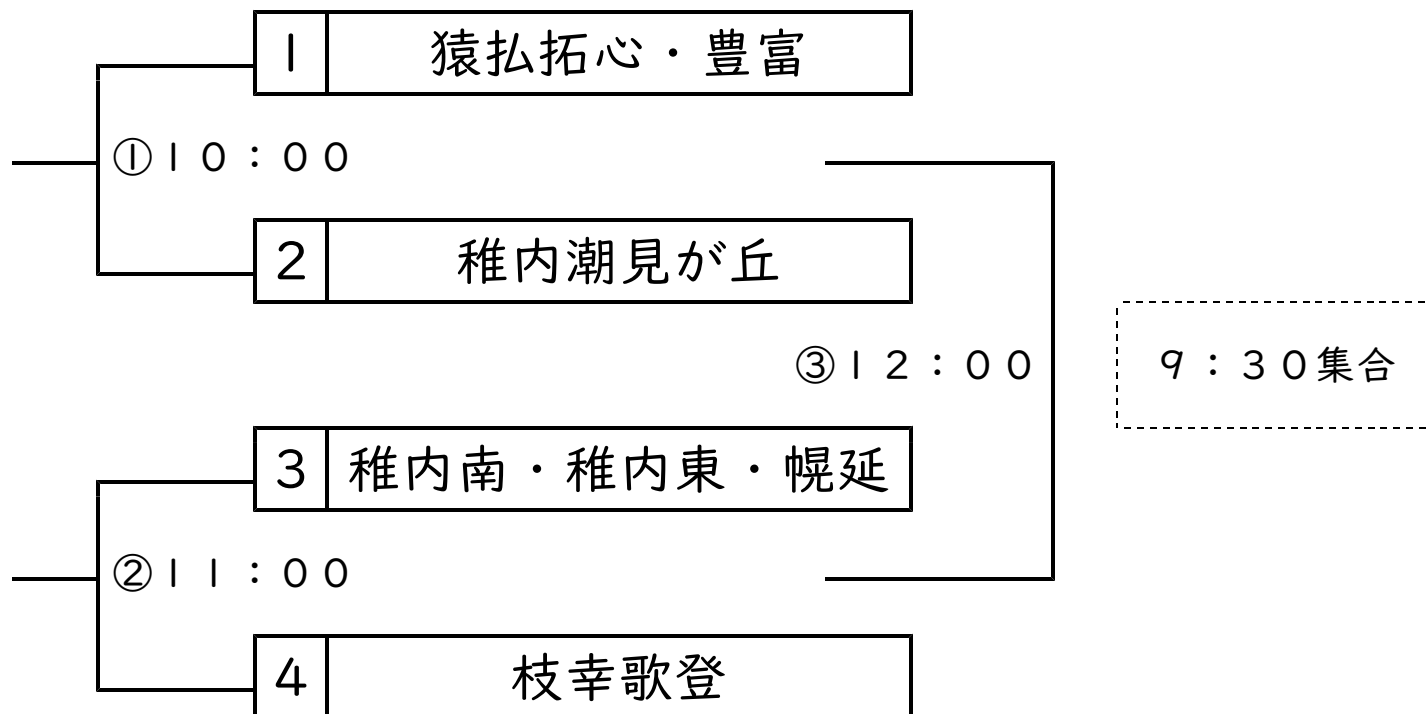 １ 猿払拓心・豊富
①１０：００
２ 稚内潮見が丘
③１２：００
９：３０集合
３ 稚内南・稚内東・幌延
②１１：００
４ 枝幸歌登